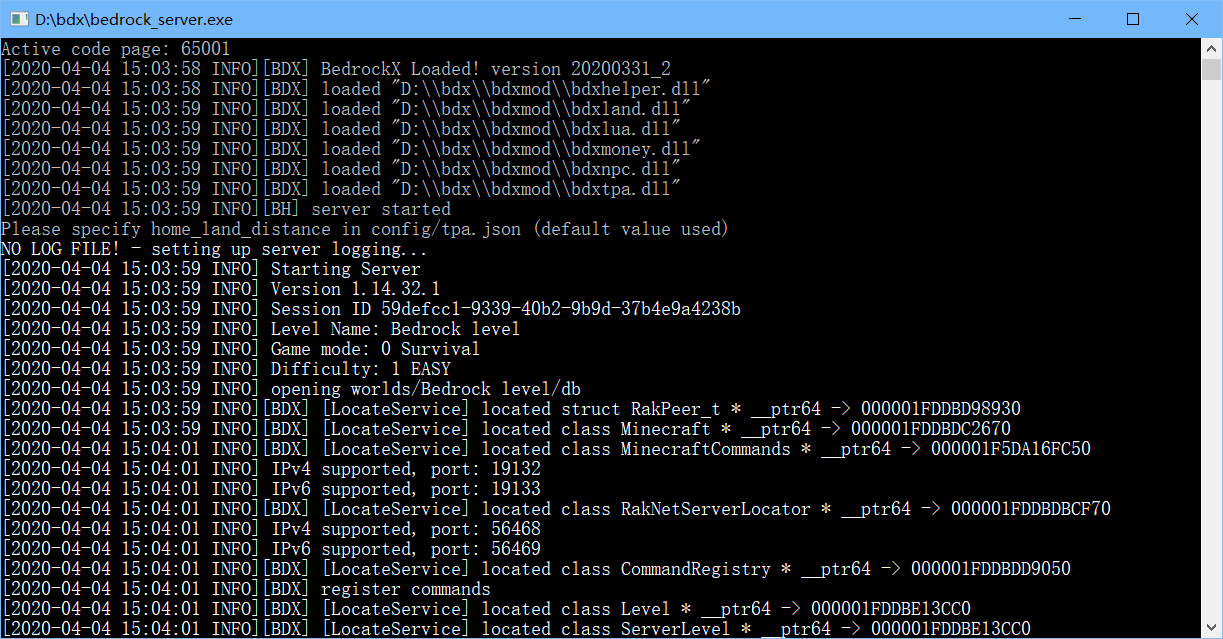 D:\bdx\bedrock_server.exe
Active code page: 65001
[2020-04-04 15:03:58 INFO][BDX] BedrockX Loaded! version 20200331_2
[2020-04-04 15:03:58 INFO][BDX] loaded "D:\\bdx\\bdxmod\\bdxhelper.dll"
[2020-04-04 15:03:59 INFO][BDX] loaded "D:\\bdx\\bdxmod\\bdxland.dll"
[2020-04-04 15:03:59 INFO][BDX] loaded "D:\\bdx\\bdxmod\\bdxlua.dll"
[2020-04-04 15:03:59 INFO][BDX] loaded "D:\\bdx\\bdxmod\\bdxmoney.dll"
[2020-04-04 15:03:59 INFO][BDX] loaded "D:\\bdx\\bdxmod\\bdxnpc.dll"
[2020-04-04 15:03:59 INFO][BDX] loaded "D:\\bdx\\bdxmod\\bdxtpa.dll"
[2020-04-04 15:03:59 INFO][BH] server started
Please specify home_land_distance in config/tpa.json (default value used)
NO LOG FILE! - setting up server logging...
[2020-04-04 15:03:59 INFO] Starting Server
[2020-04-04 15:03:59 INFO] Version 1.14.32.1
[2020-04-04 15:03:59 INFO] Session ID 59defcc1-9339-40b2-9b9d-37b4e9a4238b
[2020-04-04 15:03:59 INFO] Level Name: Bedrock level
[2020-04-04 15:03:59 INFO] Game mode: 0 Survival
[2020-04-04 15:03:59 INFO] Difficulty: 1 EASY
[2020-04-04 15:03:59 INFO] opening worlds/Bedrock level/db
[2020-04-04 15:03:59 INFO][BDX] [LocateService] located struct RakPeer_t * __ptr64 -> 000001FDDBD98930
[2020-04-04 15:03:59 INFO][BDX] [LocateService] located class Minecraft * __ptr64 -> 000001FDDBDC2670
[2020-04-04 15:04:01 INFO][BDX] [LocateService] located class MinecraftCommands * __ptr64 -> 000001F5DA16FC50
[2020-04-04 15:04:01 INFO] IPv4 supported, port: 19132
[2020-04-04 15:04:01 INFO] IPv6 supported, port: 19133
[2020-04-04 15:04:01 INFO][BDX] [LocateService] located class RakNetServerLocator * __ptr64 -> 000001FDDBDBCF70
[2020-04-04 15:04:01 INFO] IPv4 supported, port: 56468
[2020-04-04 15:04:01 INFO] IPv6 supported, port: 56469
[2020-04-04 15:04:01 INFO][BDX] [LocateService] located class CommandRegistry * __ptr64 -> 000001FDDBDD9050
[2020-04-04 15:04:01 INFO][BDX] register commands
[2020-04-04 15:04:01 INFO][BDX] [LocateService] located class Level * __ptr64 -> 000001FDDBE13CC0
[2020-04-04 15:04:01 INFO][BDX] [LocateService] located class ServerLevel * __ptr64 -> 000001FDDBE13CC0